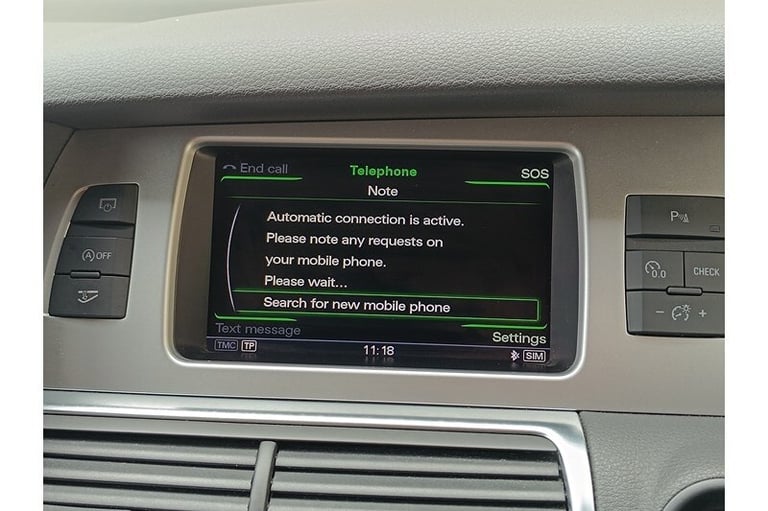 End call
Telephone
SOS
Note
Automatic connection is active.
Please note any requests on
your mobile phone.
Please wait...
Search for new mobile phone
Text message
Settings
TMC TP
11:18
SIM
A OFF
P
0.0
CHECK
- +